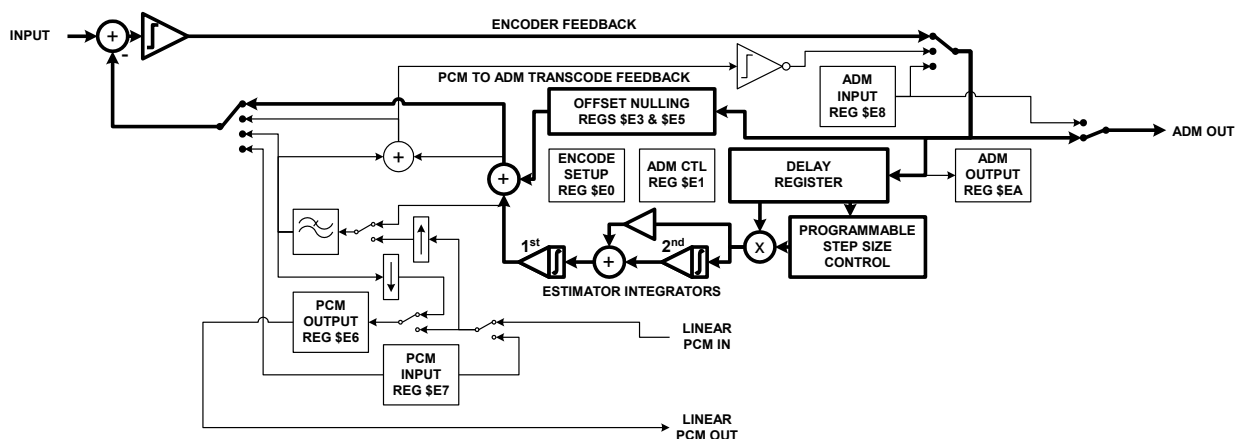 ENCODER FEEDBACK
INPUT
+
-
PCM TO ADM TRANSCODE FEEDBACK
ADM
INPUT
REG $E8
OFFSET NULLING
REGS $E3 & $E5
ADM OUT
+
ENCODE
SETUP
REG $E0
ADM CTL
REG $E1
DELAY
REGISTER
ADM
OUTPUT
REG $EA
+
PROGRAMMABLE
STEP SIZE
CONTROL
1st
2nd
X
+
ESTIMATOR INTEGRATORS
PCM
OUTPUT
REG $E6
LINEAR
PCM IN
PCM
INPUT
REG $E7
LINEAR
PCM OUT